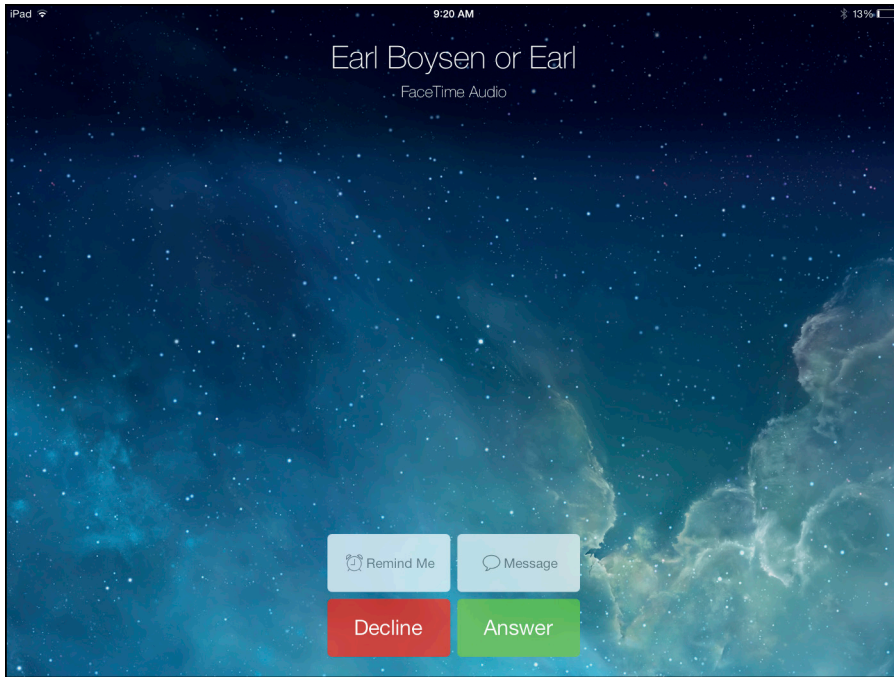 iPad 9:20 AM 13%
Earl Boysen or Earl
FaceTime Audio
Remind Me Message
Decline Answer